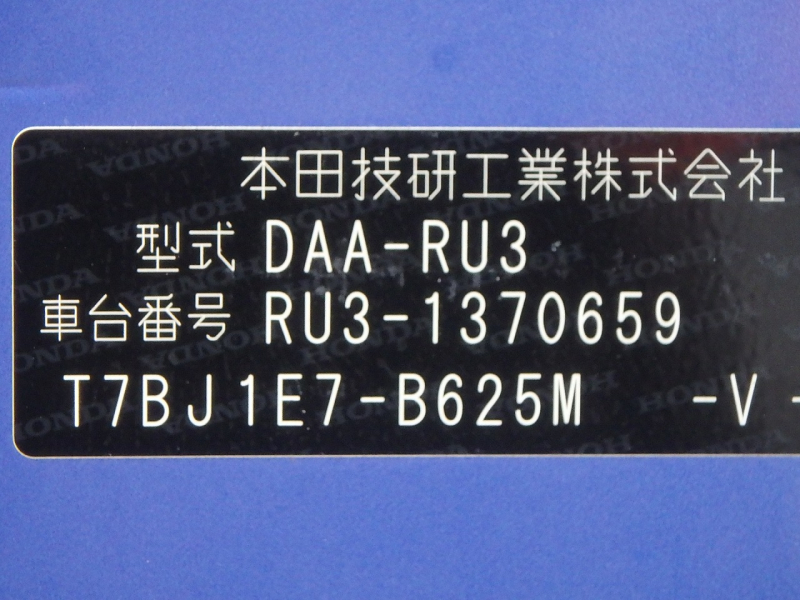 本田技研工業株式会社
型式 DAA-RU3
車台番号 RU3-1370659
T7BJ1E7-B625M -V -